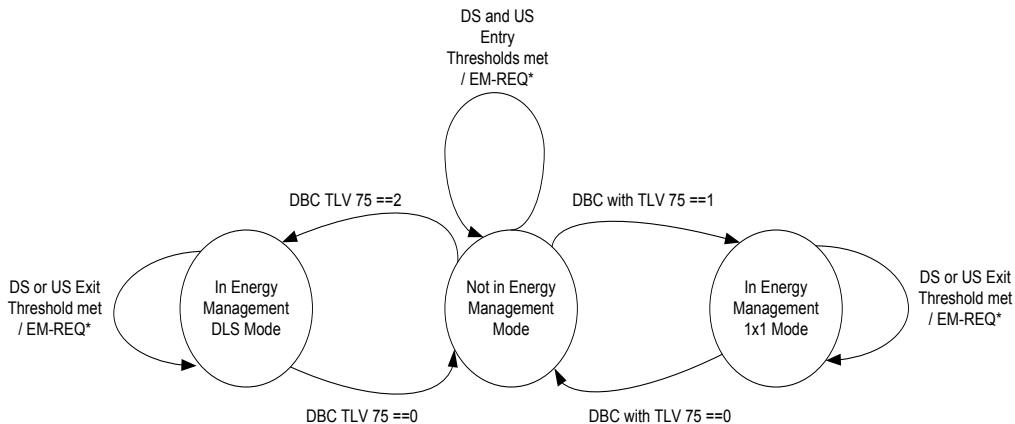 DS and US
Entry
Thresholds met
/ EM-REQ*
DBC TLV 75 ==2
DBC with TLV 75 ==1
DS or US Exit
Threshold met
/ EM-REQ*
In Energy
Management
DLS Mode
Not in Energy
Management
Mode
In Energy
Management
1x1 Mode
DS or US Exit
Threshold met
/ EM-REQ*
DBC TLV 75 ==0
DBC with TLV 75 ==0